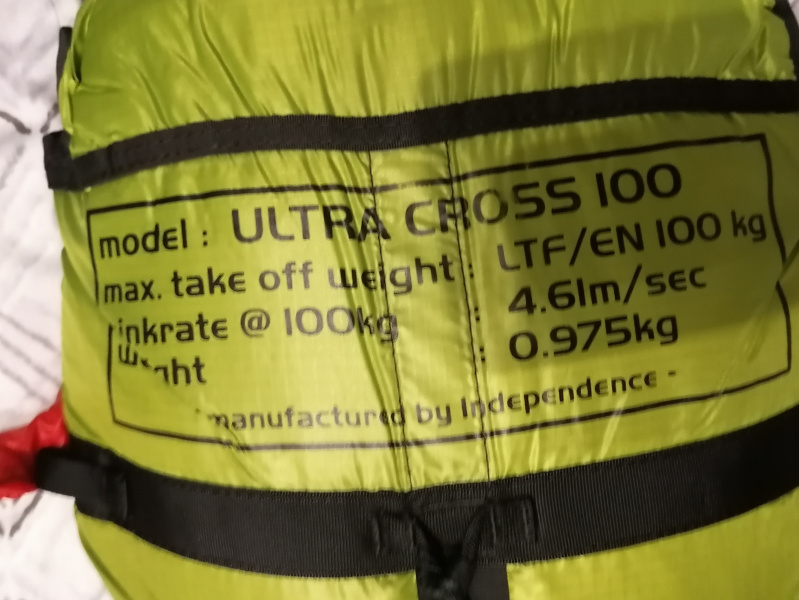 model : ULTRA CROSS 100
max. take off weight : LTF/EN 100 kg
inkrate @ 100kg : 4.61m/sec
: 0.975kg
manufactured by Independence -